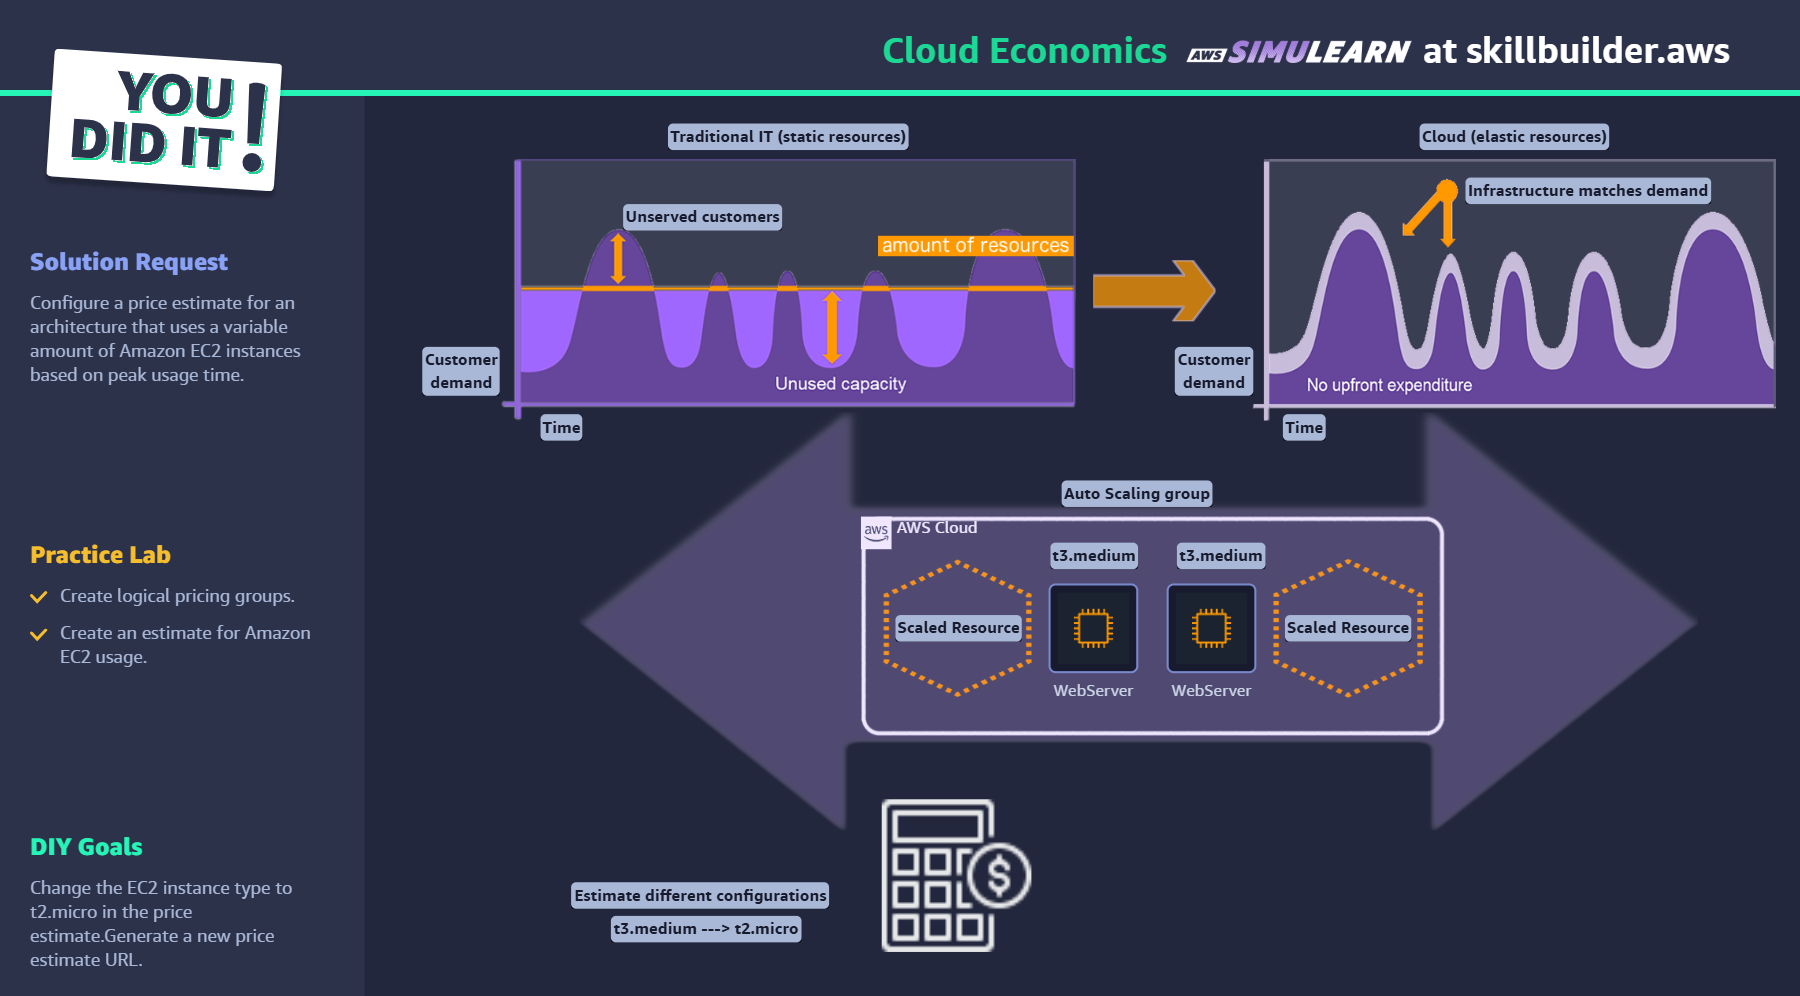 Cloud Economics aws SIMULEARN at skillbuilder.aws
YOU
DID IT!
Solution Request
Configure a price estimate for an
architecture that uses a variable
amount of Amazon EC2 instances
based on peak usage time.
Practice Lab
Create logical pricing groups.
Create an estimate for Amazon
EC2 usage.
DIY Goals
Change the EC2 instance type to
t2.micro in the price
estimate.Generate a new price
estimate URL.
Traditional IT (static resources)
Unserved customers
amount of resources
Customer
demand
Unused capacity
Time
Cloud (elastic resources)
Infrastructure matches demand
Customer
demand
No upfront expenditure
Time
Auto Scaling group
aws
AWS Cloud
t3.medium
t3.medium
Scaled Resource
Scaled Resource
WebServer
WebServer
$
Estimate different configurations
t3.medium ---> t2.micro